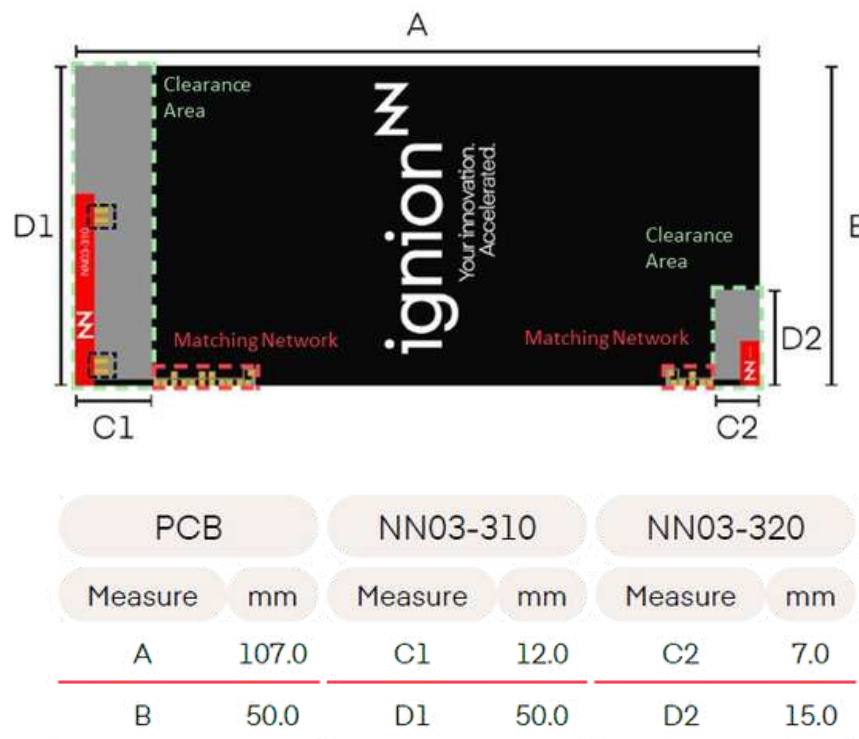 A
Clearance
Area
D1
NN03-310
ignion
Your innovation.
Accelerated.
Clearance
Area
Matching Network
Matching Network
D2
C1
C2
PCB NN03-310 NN03-320
Measure mm Measure mm Measure mm
A 107.0 C1 12.0 C2 7.0
B 50.0 D1 50.0 D2 15.0